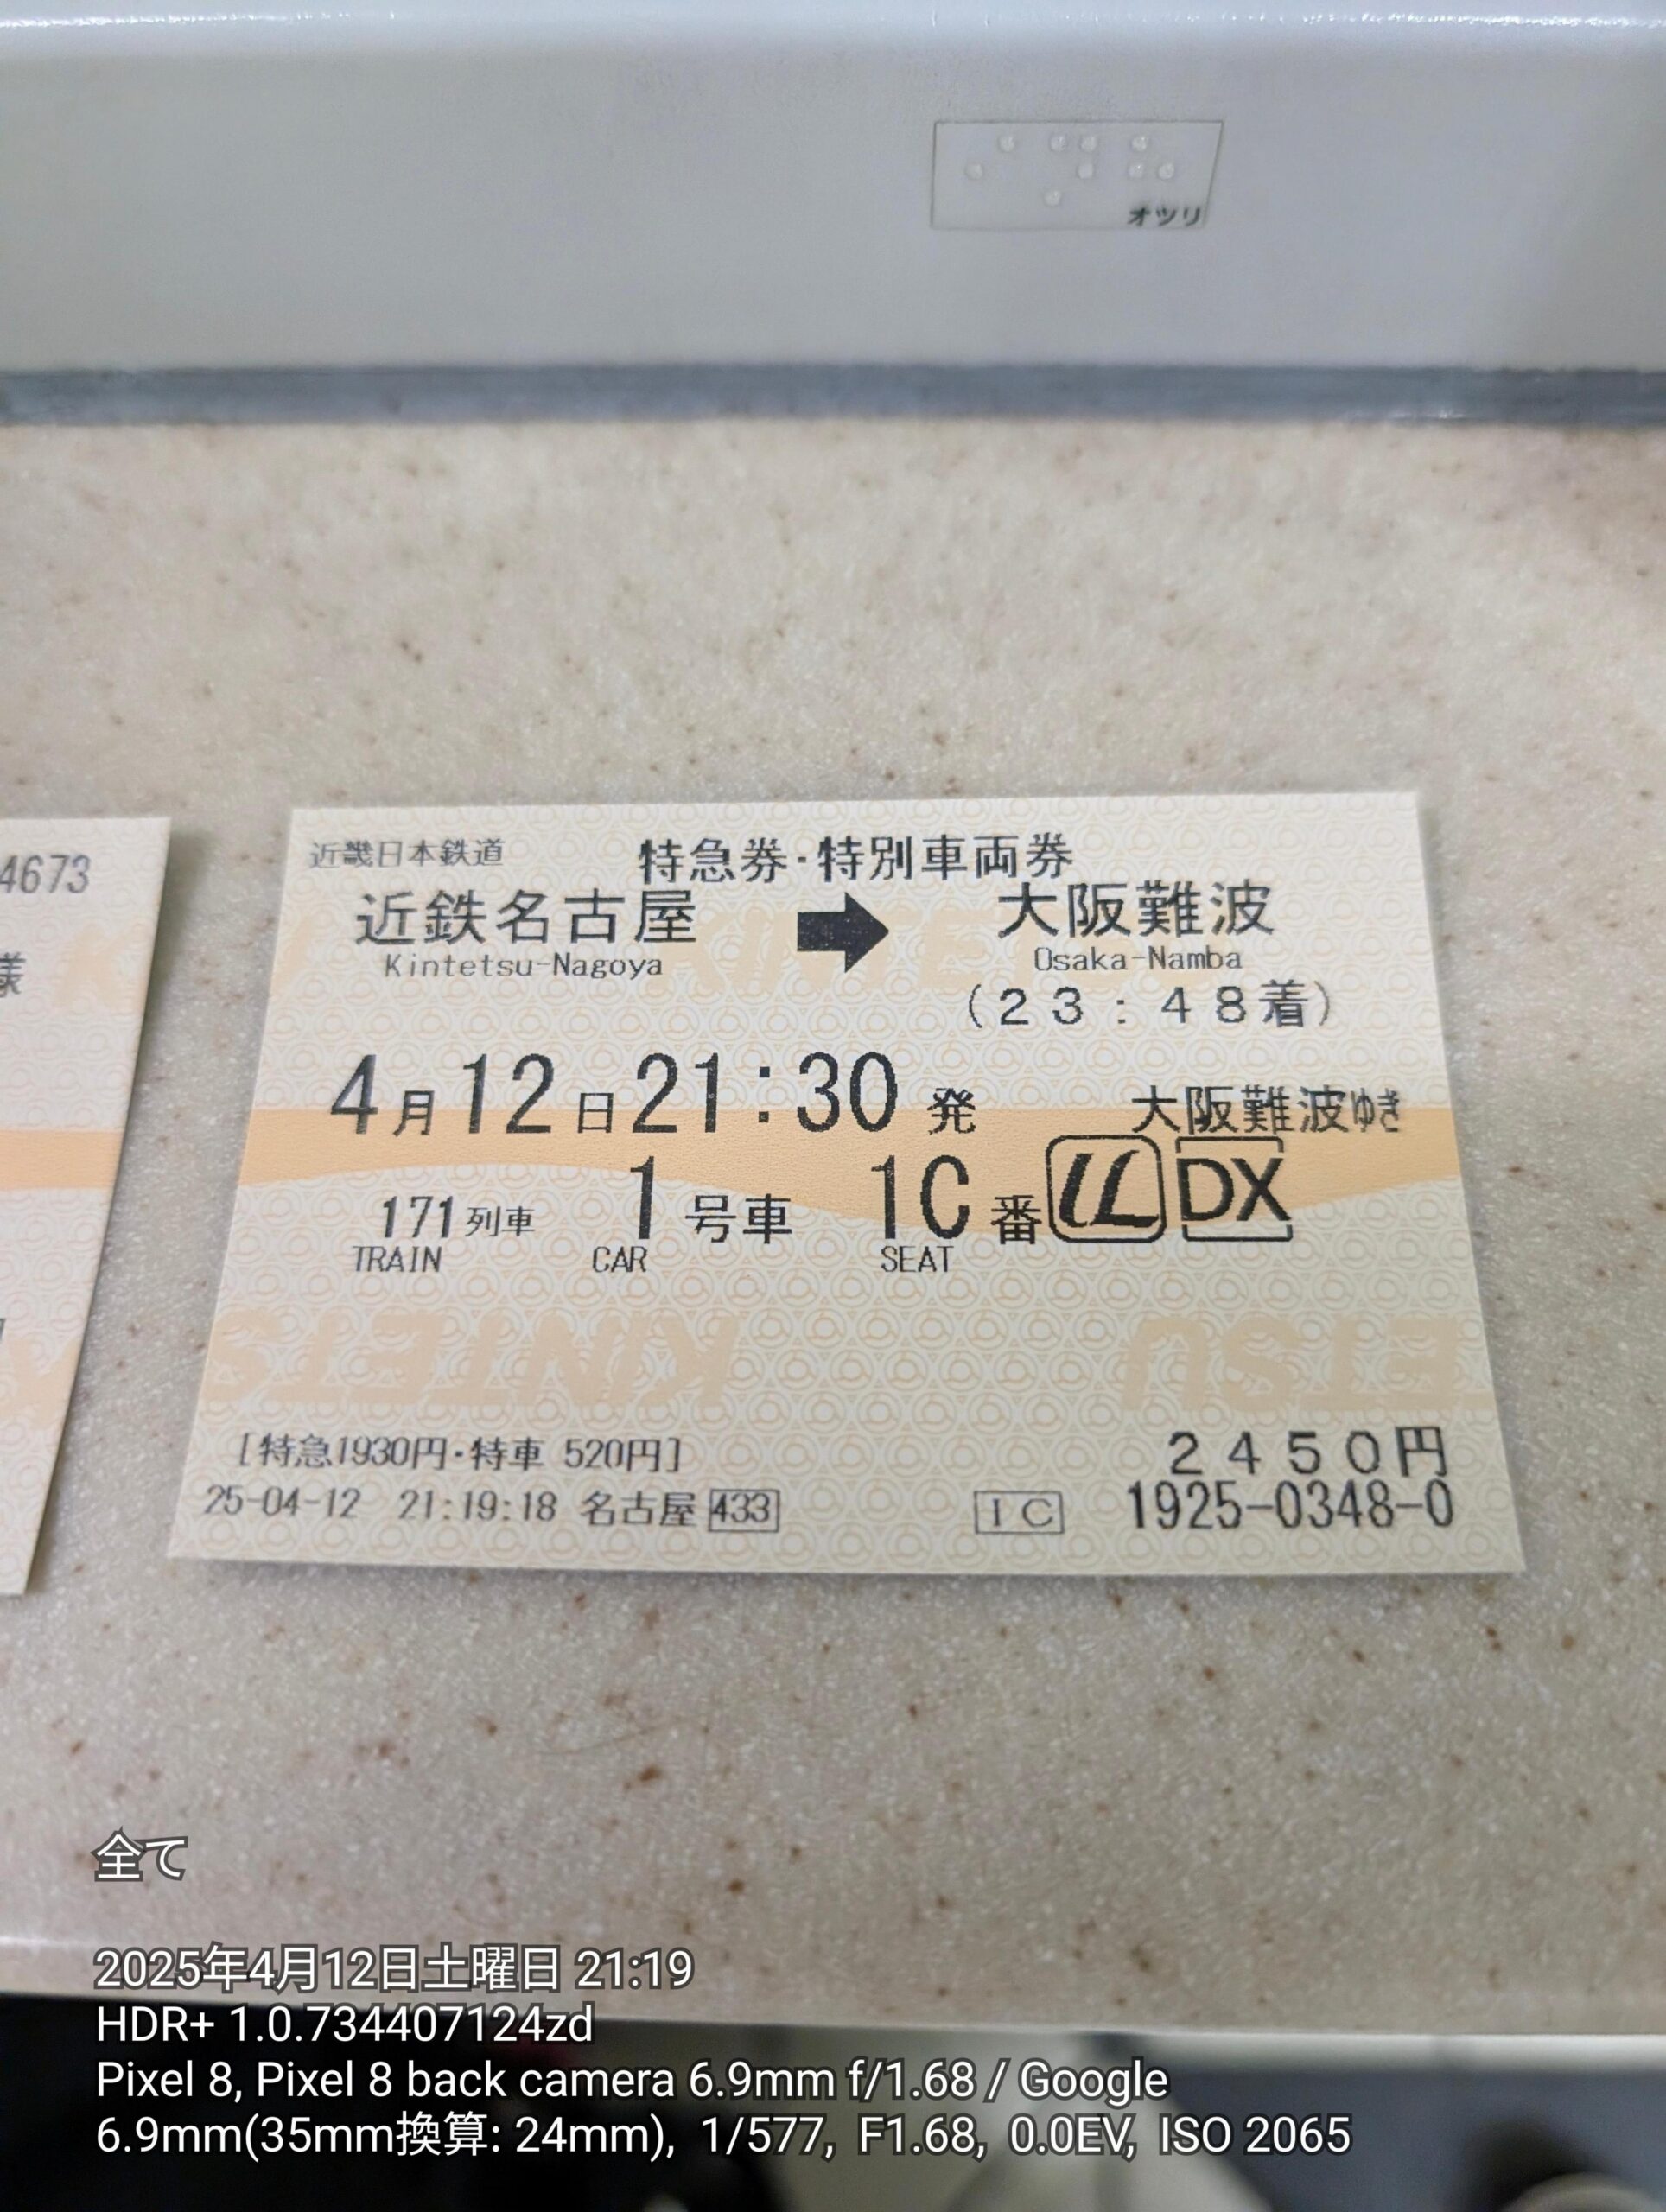 オツリ
4673
様
近畿日本鉄道 特急券・特別車両券
近鉄名古屋 ➡ 大阪難波
Kintetsu-Nagoya Osaka-Namba
(23:48着)
4月12日21:30発 大阪難波ゆき
171列車 1号車 1C番 UL DX
TRAIN CAR SEAT
KINTETS ETSU
[特急1930円・特車 520円] 2450円
25-04-12 21:19:18 名古屋 433 IC 1925-0348-0
全て
2025年4月12日土曜日 21:19
HDR+ 1.0.734407124zd
Pixel 8, Pixel 8 back camera 6.9mm f/1.68 / Google
6.9mm(35mm換算: 24mm), 1/577, F1.68, 0.0EV, ISO 2065